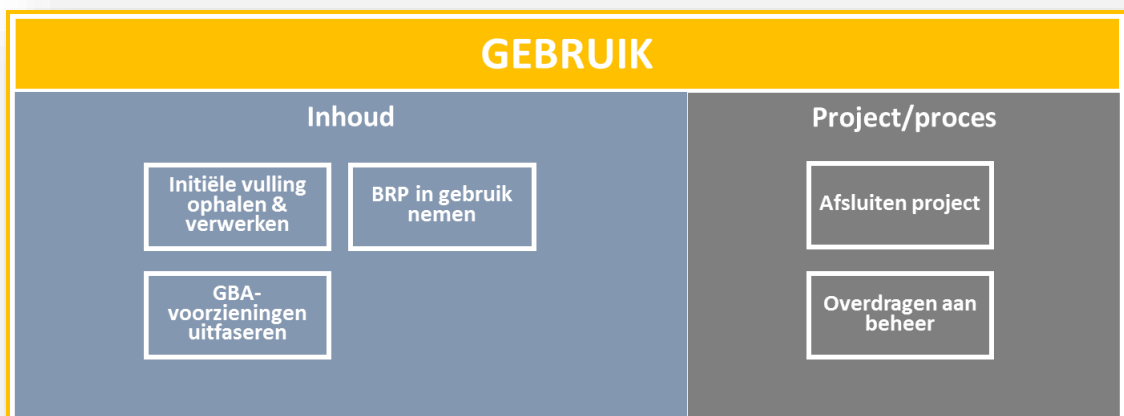 GEBRUIK
Inhoud
Initiële vulling
ophalen &
verwerken
BRP in gebruik
nemen
GBA-
voorzieningen
uitfaseren
Project/proces
Afsluiten project
Overdragen aan
beheer